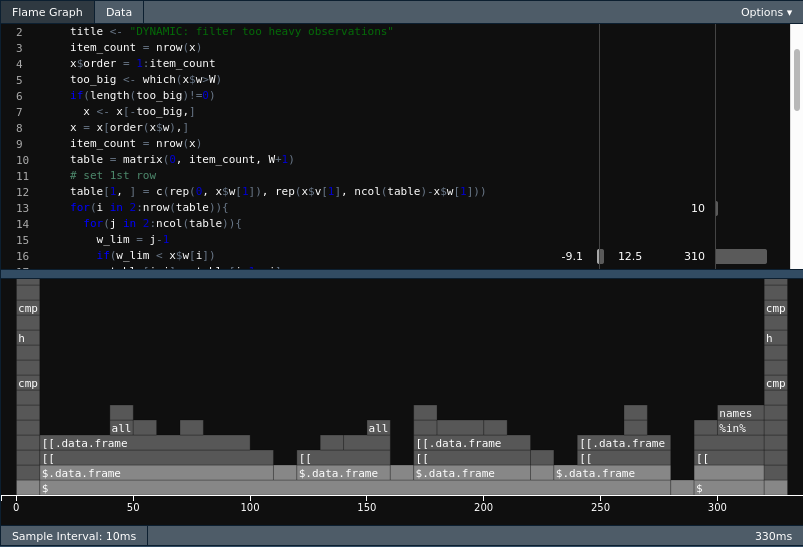 Flame Graph Data Options ▾
2 title <- "DYNAMIC: filter too heavy observations"
3 item_count = nrow(x)
4 x$order = 1:item_count
5 too_big <- which(x$w>W)
6 if(length(too_big)!=0)
7 x <- x[-too_big,]
8 x = x[order(x$w),]
9 item_count = nrow(x)
10 table = matrix(0, item_count, W+1)
11 # set 1st row
12 table[1, ] = c(rep(0, x$w[1]), rep(x$v[1], ncol(table)-x$w[1]))
13 for(i in 2:nrow(table)){ 10
14 for(j in 2:ncol(table)){
15 w_lim = j-1
16 if(w_lim < x$w[i]) -9.1 12.5 310
cmp cmp
h h
cmp cmp
names
all all %in%
[[.data.frame [[.data.frame [[.data.frame
[[ [[ [[ [[ [[
$.data.frame $.data.frame $.data.frame $.data.frame
$ $
0 50 100 150 200 250 300
Sample Interval: 10ms 330ms